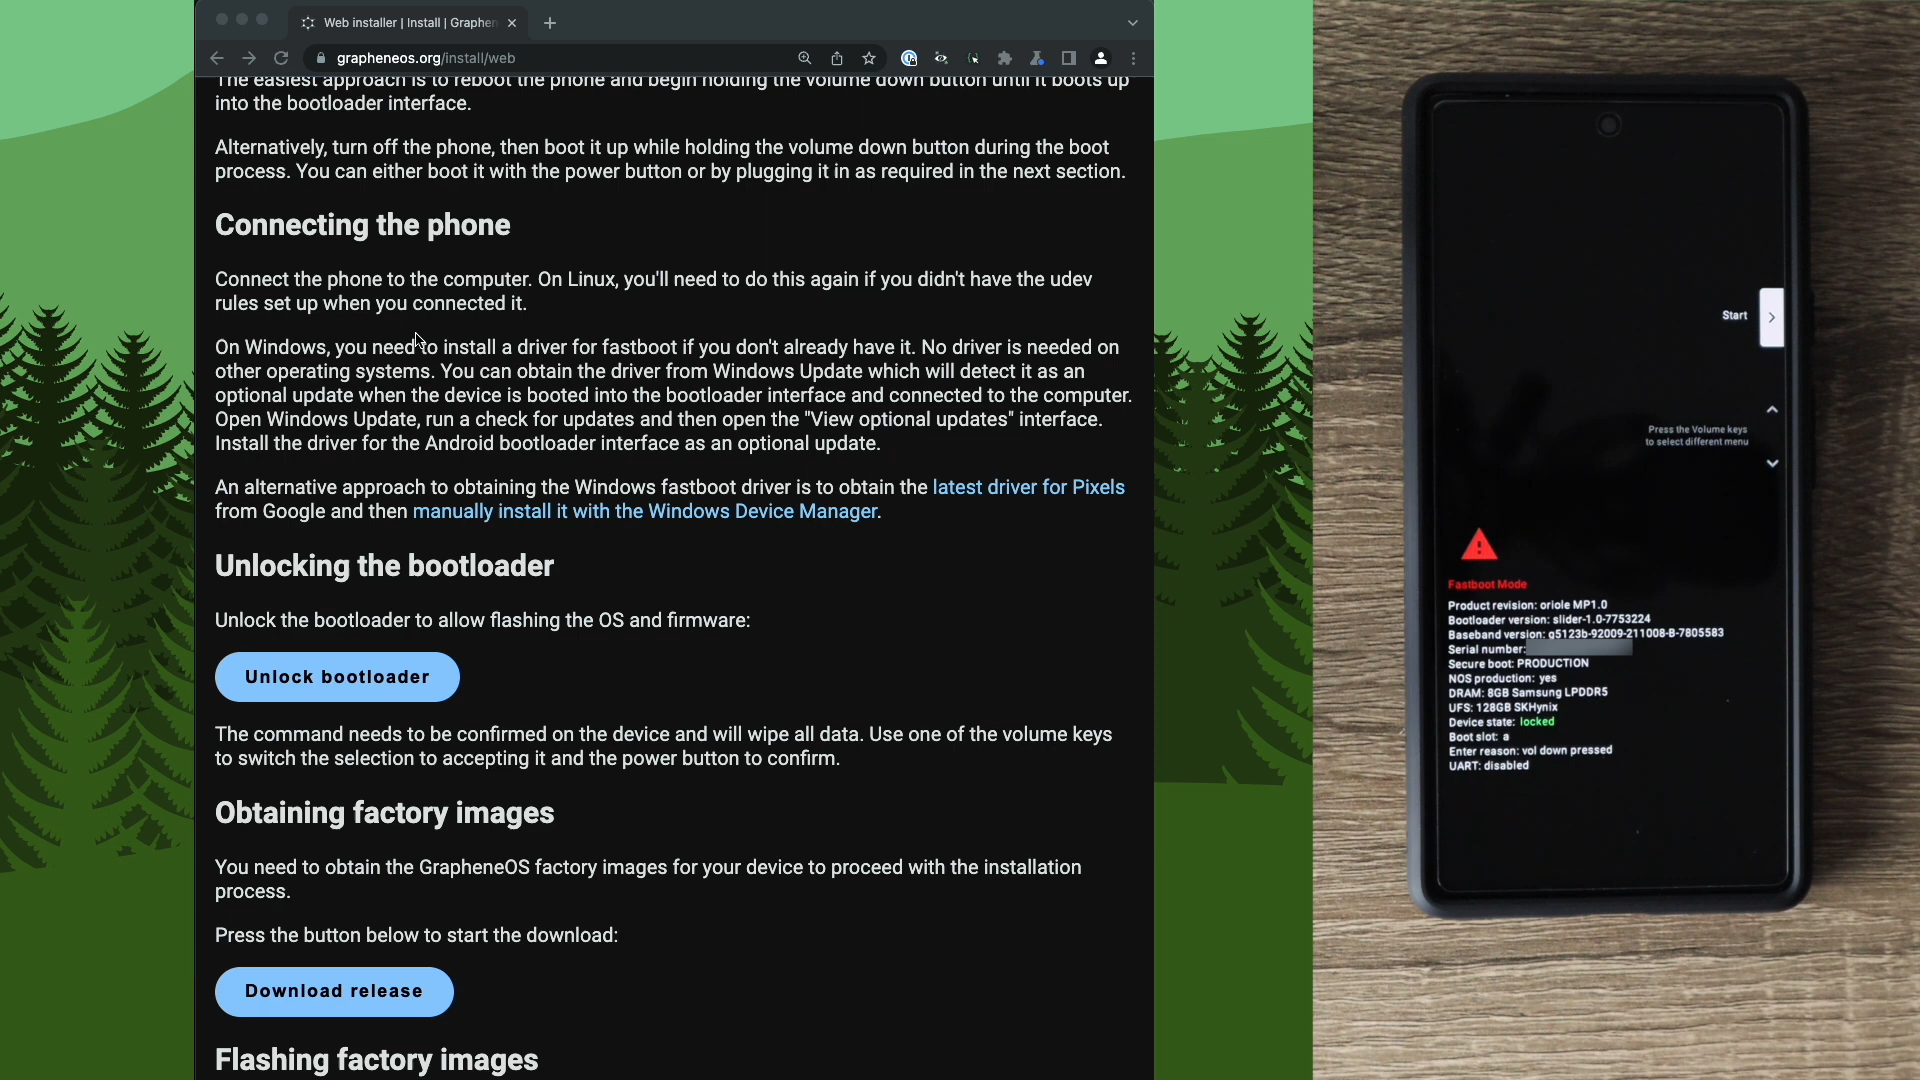 Web installer | Install | Graphen
grapheneos.org/install/web
The easiest approach is to reboot the phone and begin holding the volume down button until it boots up
into the bootloader interface.
Alternatively, turn off the phone, then boot it up while holding the volume down button during the boot
process. You can either boot it with the power button or by plugging it in as required in the next section.
Connecting the phone
Connect the phone to the computer. On Linux, you'll need to do this again if you didn't have the udev
rules set up when you connected it.
On Windows, you need to install a driver for fastboot if you don't already have it. No driver is needed on
other operating systems. You can obtain the driver from Windows Update which will detect it as an
optional update when the device is booted into the bootloader interface and connected to the computer.
Open Windows Update, run a check for updates and then open the "View optional updates" interface.
Install the driver for the Android bootloader interface as an optional update.
An alternative approach to obtaining the Windows fastboot driver is to obtain the latest driver for Pixels
from Google and then manually install it with the Windows Device Manager.
Unlocking the bootloader
Unlock the bootloader to allow flashing the OS and firmware:
Unlock bootloader
The command needs to be confirmed on the device and will wipe all data. Use one of the volume keys
to switch the selection to accepting it and the power button to confirm.
Obtaining factory images
You need to obtain the GrapheneOS factory images for your device to proceed with the installation
process.
Press the button below to start the download:
Download release
Flashing factory images
Start
Press the Volume keys
to select different menu
Fastboot Mode
Product revision: oriole MP1.0
Bootloader version: slider-1.0-7753224
Baseband version: g5123b-92009-211008-B-7805583
Serial number:
Secure boot: PRODUCTION
NOS production: yes
DRAM: 8GB Samsung LPDDR5
UFS: 128GB SKHynix
Device state: locked
Boot slot: a
Enter reason: vol down pressed
UART: disabled